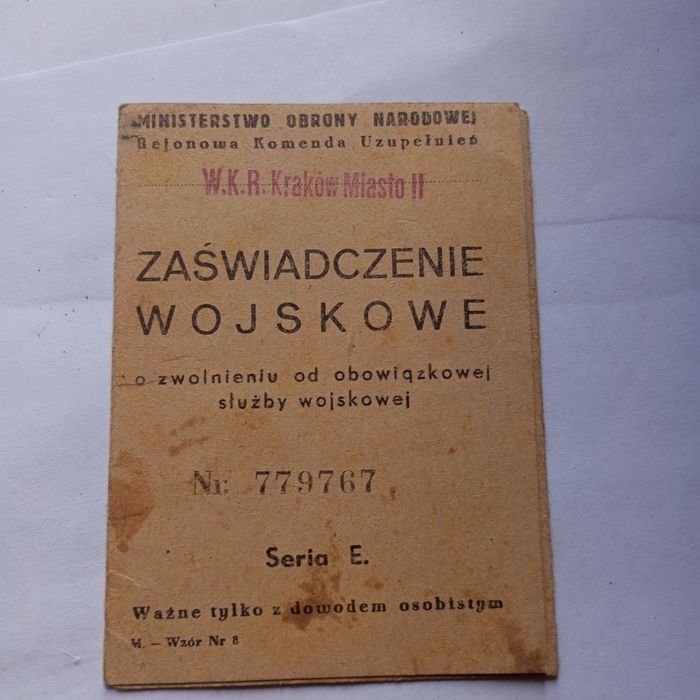 MINISTERSTWO OBRONY NARODOWEJ
Rejonowa Komenda Uzupełnień
W.K.R. Kraków Miasto II
ZAŚWIADCZENIE
WOJSKOWE
o zwolnieniu od obowiązkowej
służby wojskowej
Nr. 779767
Seria E.
Ważne tylko z dowodem osobistym
M. – Wzór Nr 8